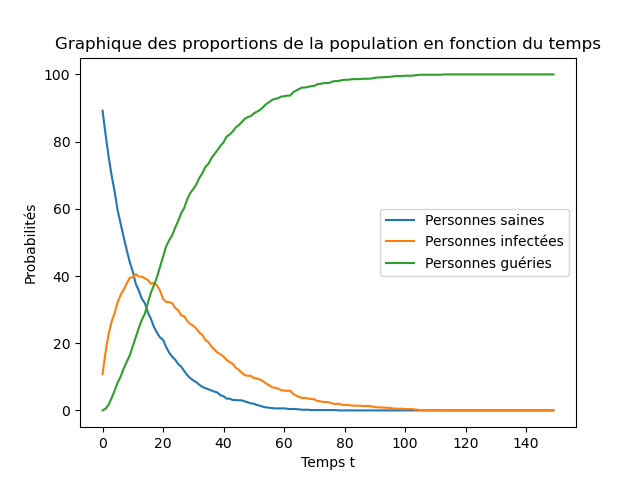 Graphique des proportions de la population en fonction du temps
100
80
60
40
20
0
Probabilités
Personnes saines
Personnes infectées
Personnes guéries
0 20 40 60 80 100 120 140
Temps t